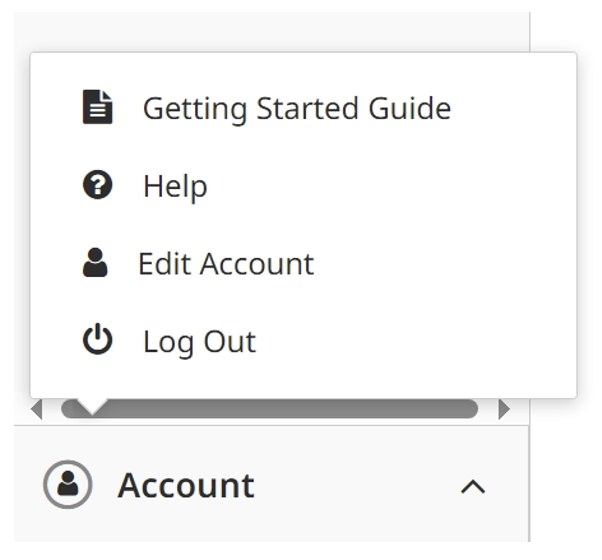 Getting Started Guide
Help
Edit Account
Log Out
Account